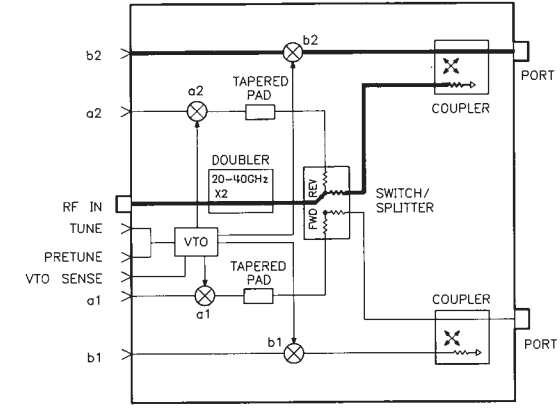 b2
b2
PORT
COUPLER
a2
a2
TAPERED
PAD
DOUBLER
20-40GHz
X2
REV
FWD
SWITCH/
SPLITTER
RF IN
TUNE
PRETUNE
VTO SENSE
VTO
a1
a1
TAPERED
PAD
COUPLER
PORT
b1
b1